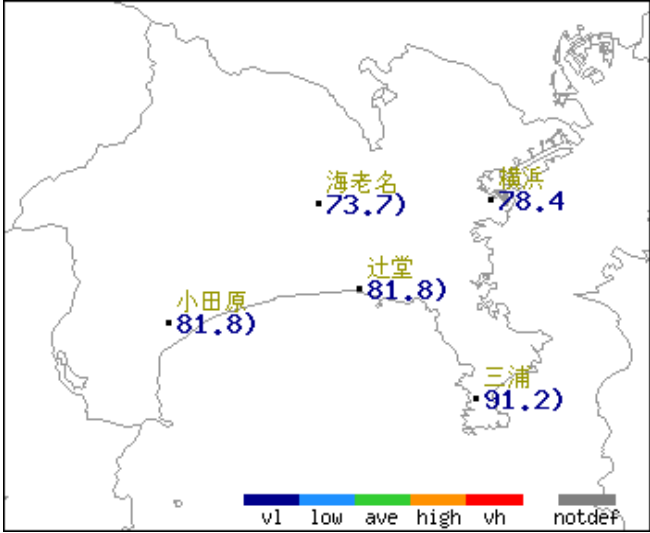 海老名
73.7)
横浜
78.4
辻堂
81.8)
小田原
81.8)
三浦
91.2)
vl low ave high vh notdef